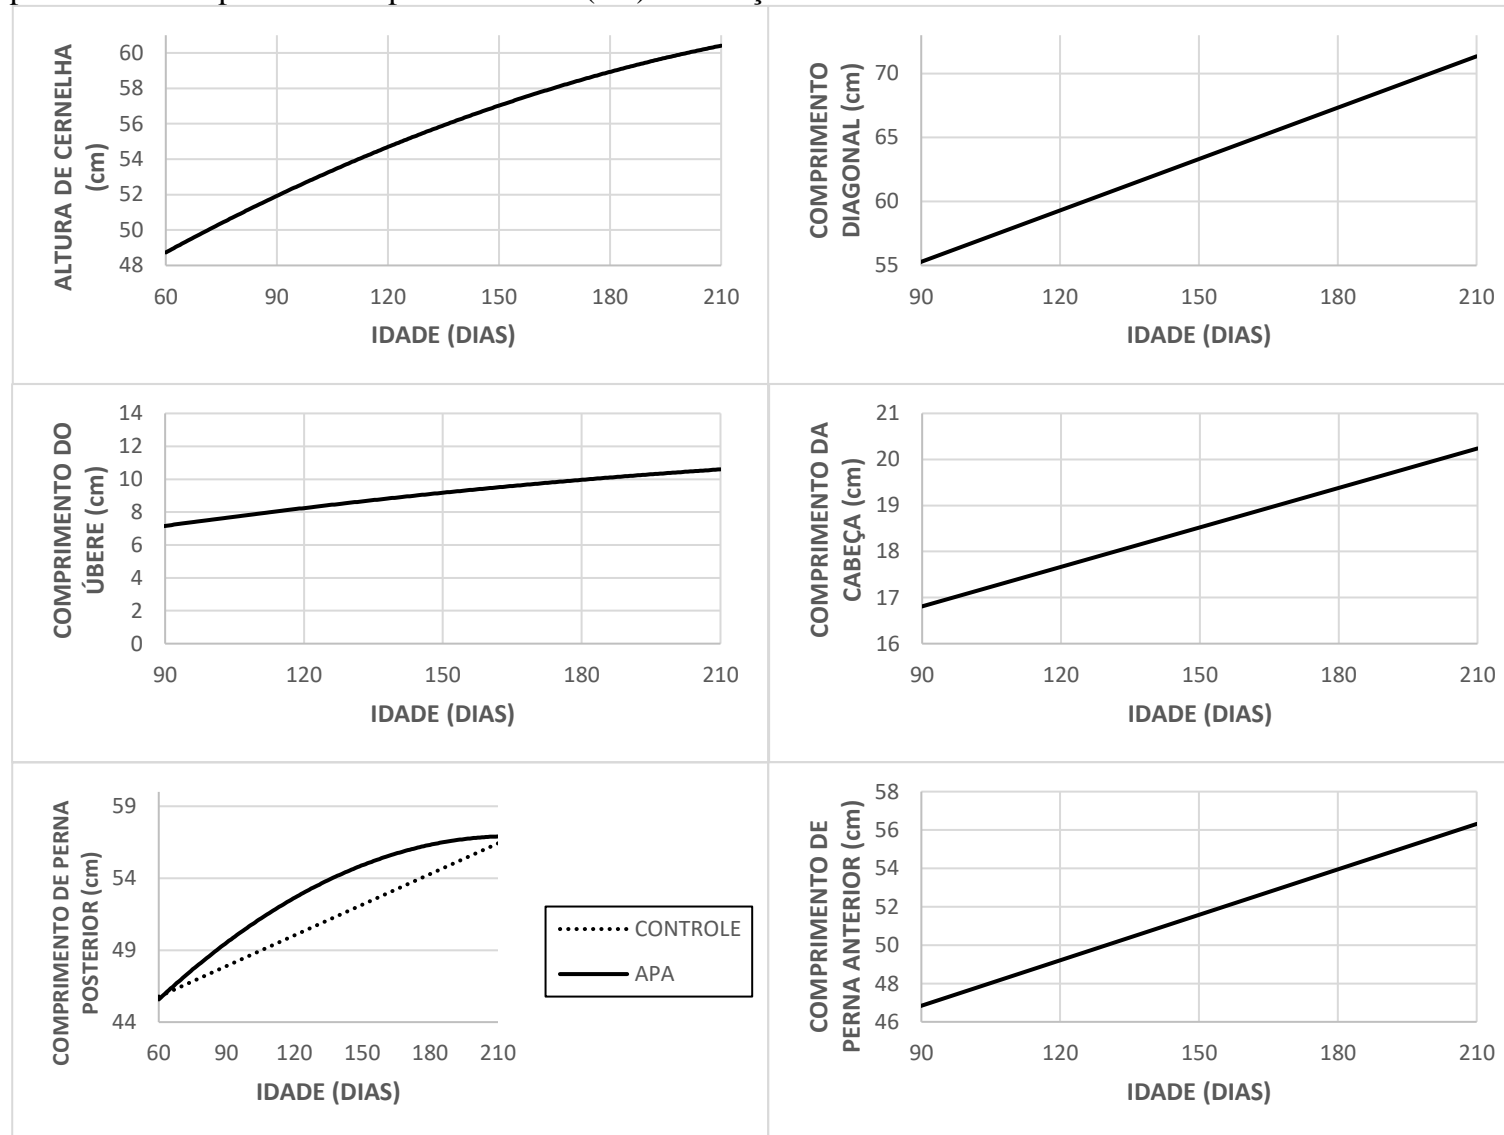 ALTURA DE CERNELHA
(cm)
60
58
56
54
52
50
48
60 90 120 150 180 210
IDADE (DIAS)
COMPRIMENTO
DIAGONAL (cm)
70
65
60
55
90 120 150 180 210
IDADE (DIAS)
COMPRIMENTO DO
ÚBERE (cm)
14
12
10
8
6
4
2
0
90 120 150 180 210
IDADE (DIAS)
COMPRIMENTO DA
CABEÇA (cm)
21
20
19
18
17
16
90 120 150 180 210
IDADE (DIAS)
COMPRIMENTO DE PERNA
POSTERIOR (cm)
59
54
49
44
60 90 120 150 180 210
IDADE (DIAS)
CONTROLE
APA
COMPRIMENTO DE
PERNA ANTERIOR (cm)
58
56
54
52
50
48
46
90 120 150 180 210
IDADE (DIAS)